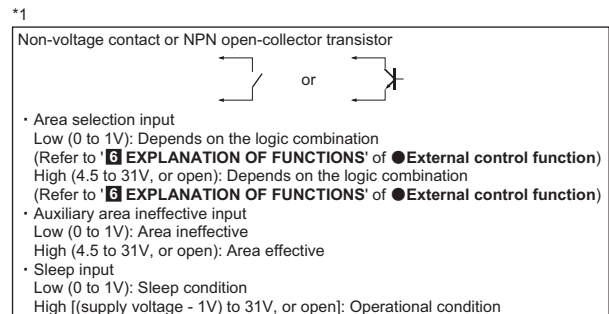 *1
Non-voltage contact or NPN open-collector transistor
or
・Area selection input
Low (0 to 1V): Depends on the logic combination
(Refer to '6 EXPLANATION OF FUNCTIONS' of ●External control function)
High (4.5 to 31V, or open): Depends on the logic combination
(Refer to '6 EXPLANATION OF FUNCTIONS' of ●External control function)
・Auxiliary area ineffective input
Low (0 to 1V): Area ineffective
High (4.5 to 31V, or open): Area effective
・Sleep input
Low (0 to 1V): Sleep condition
High [(supply voltage - 1V) to 31V, or open]: Operational condition